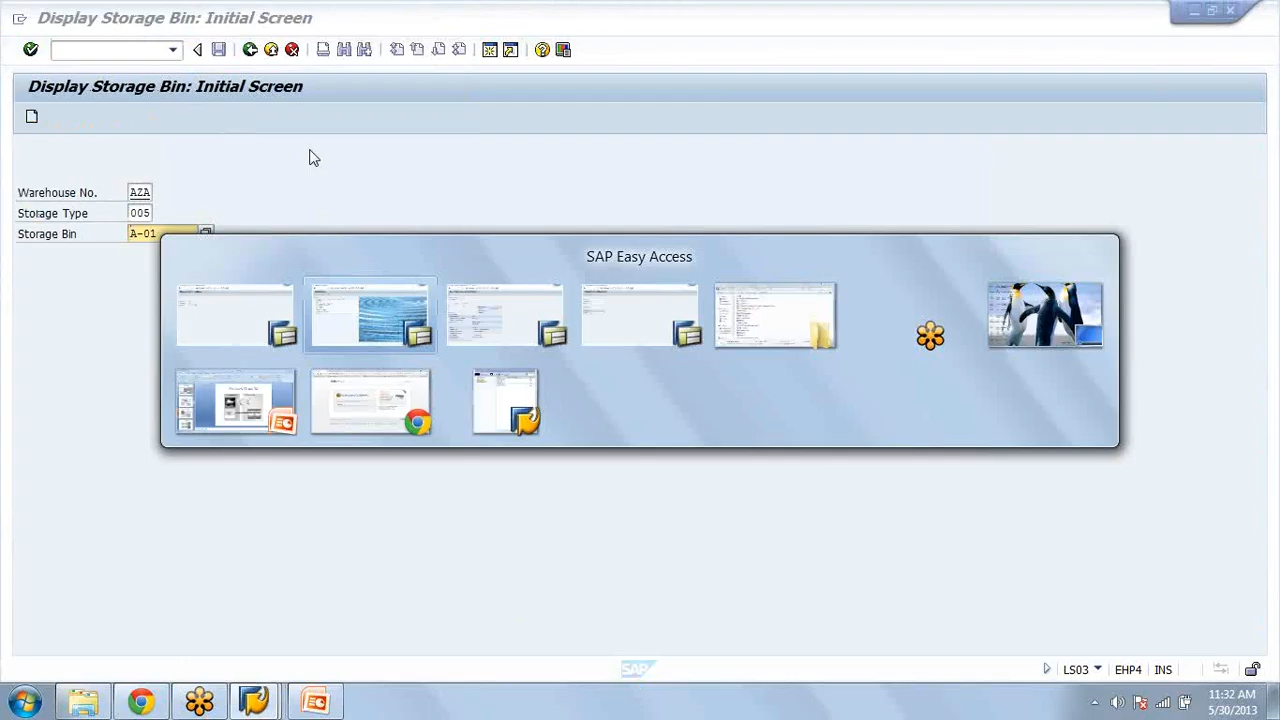 Display Storage Bin: Initial Screen
Display Storage Bin: Initial Screen
Warehouse No. AZA
Storage Type 005
Storage Bin A-01
SAP Easy Access
SAP
LS03 EHP4 INS
11:32 AM
5/30/2013